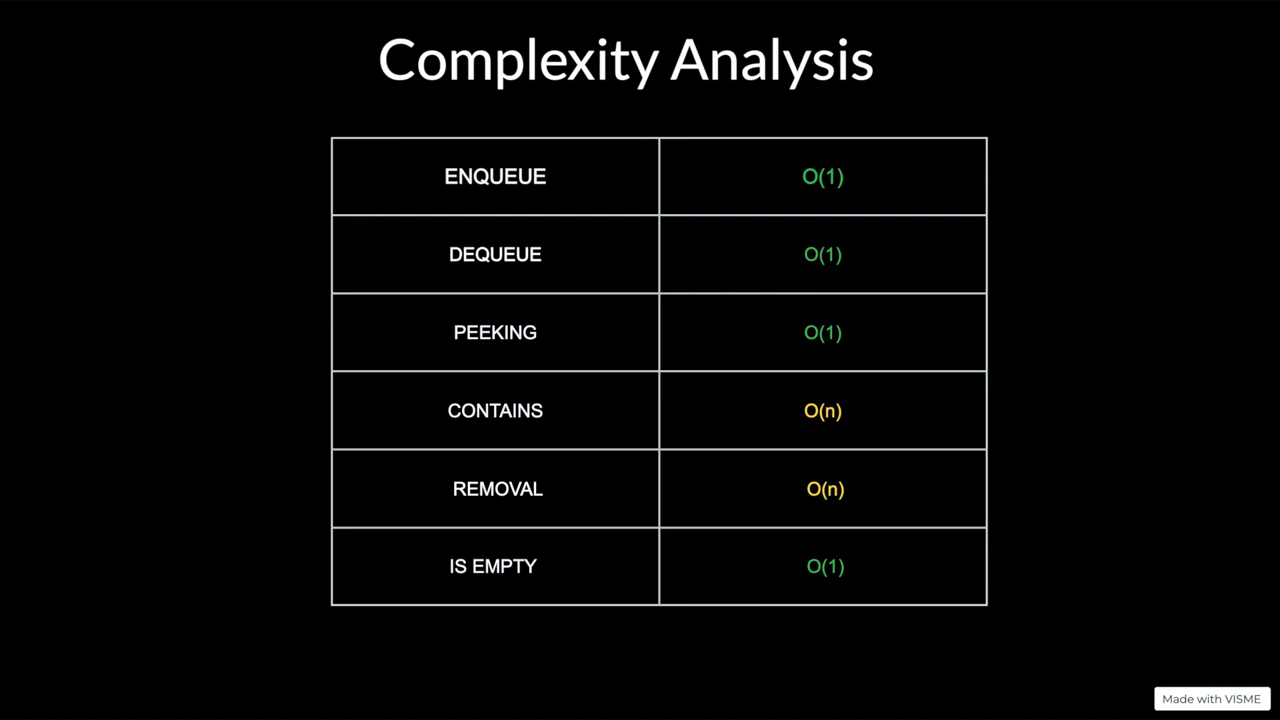 Complexity Analysis
ENQUEUE O(1)
DEQUEUE O(1)
PEEKING O(1)
CONTAINS O(n)
REMOVAL O(n)
IS EMPTY O(1)
Made with VISME